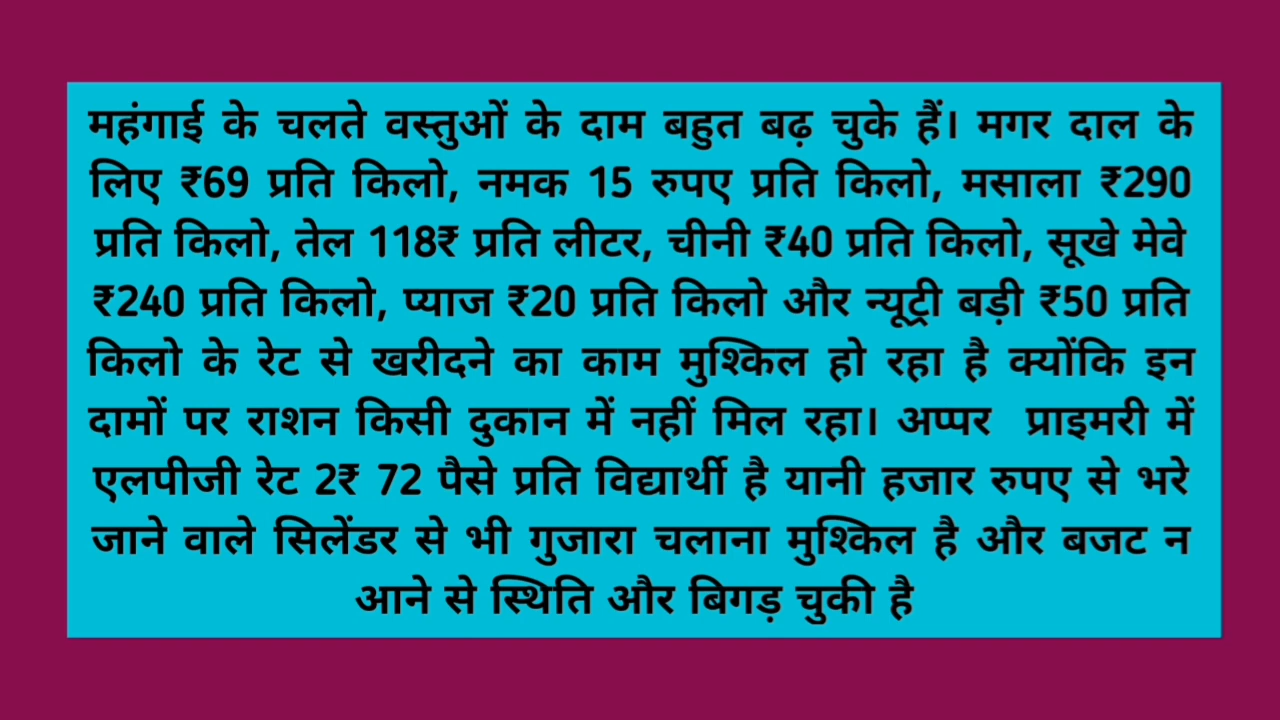 महंगाई के चलते वस्तुओं के दाम बहुत बढ़ चुके हैं। मगर दाल के
लिए ₹69 प्रति किलो, नमक 15 रुपए प्रति किलो, मसाला ₹290
प्रति किलो, तेल 118₹ प्रति लीटर, चीनी ₹40 प्रति किलो, सूखे मेवे
₹240 प्रति किलो, प्याज ₹20 प्रति किलो और न्यूट्री बड़ी ₹50 प्रति
किलो के रेट से खरीदने का काम मुश्किल हो रहा है क्योंकि इन
दामों पर राशन किसी दुकान में नहीं मिल रहा। अप्पर प्राइमरी में
एलपीजी रेट 2₹ 72 पैसे प्रति विद्यार्थी है यानी हजार रुपए से भरे
जाने वाले सिलेंडर से भी गुजारा चलाना मुश्किल है और बजट न
आने से स्थिति और बिगड़ चुकी है